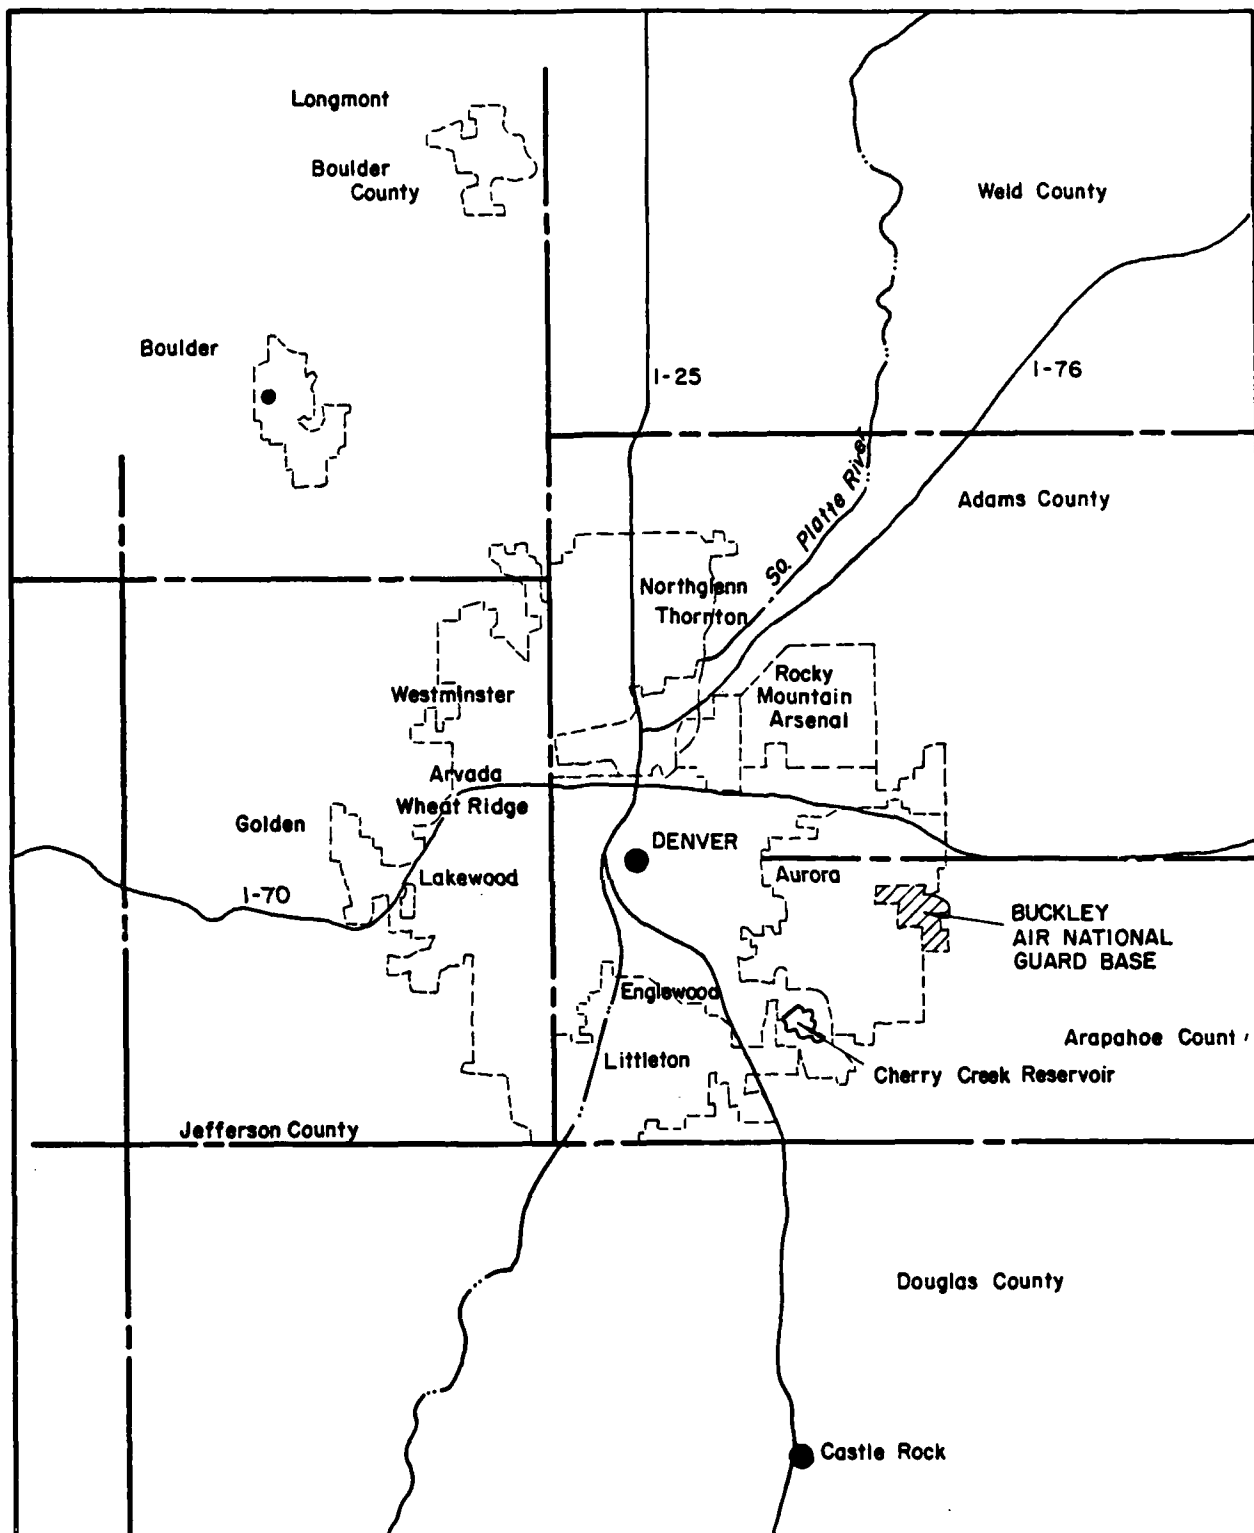 Longmont
Boulder
County
Weld County
Boulder
I-25
I-76
So. Platte River
Adams County
Northglenn
Thornton
Rocky
Mountain
Arsenal
Westminster
Arvada
Wheat Ridge
Golden
DENVER
Lakewood
Aurora
I-70
BUCKLEY
AIR NATIONAL
GUARD BASE
Englewood
Arapahoe Count
Littleton
Cherry Creek Reservoir
Jefferson County
Douglas County
Castle Rock